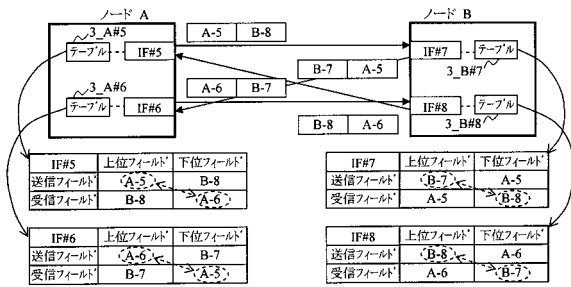 ノード A
ノード B
3_A#5
テーブル
IF#5
A-5 B-8
IF#7
テーブル
3_B#7
B-7 A-5
3_A#6
テーブル
IF#6
A-6 B-7
IF#8
テーブル
3_B#8
B-8 A-6
IF#5 上位フィールド 下位フィールド
送信フィールド A-5 B-8
受信フィールド B-8 A-6
IF#7 上位フィールド 下位フィールド
送信フィールド B-7 A-5
受信フィールド A-5 B-8
IF#6 上位フィールド 下位フィールド
送信フィールド A-6 B-7
受信フィールド B-7 A-5
IF#8 上位フィールド 下位フィールド
送信フィールド B-8 A-6
受信フィールド A-6 B-7